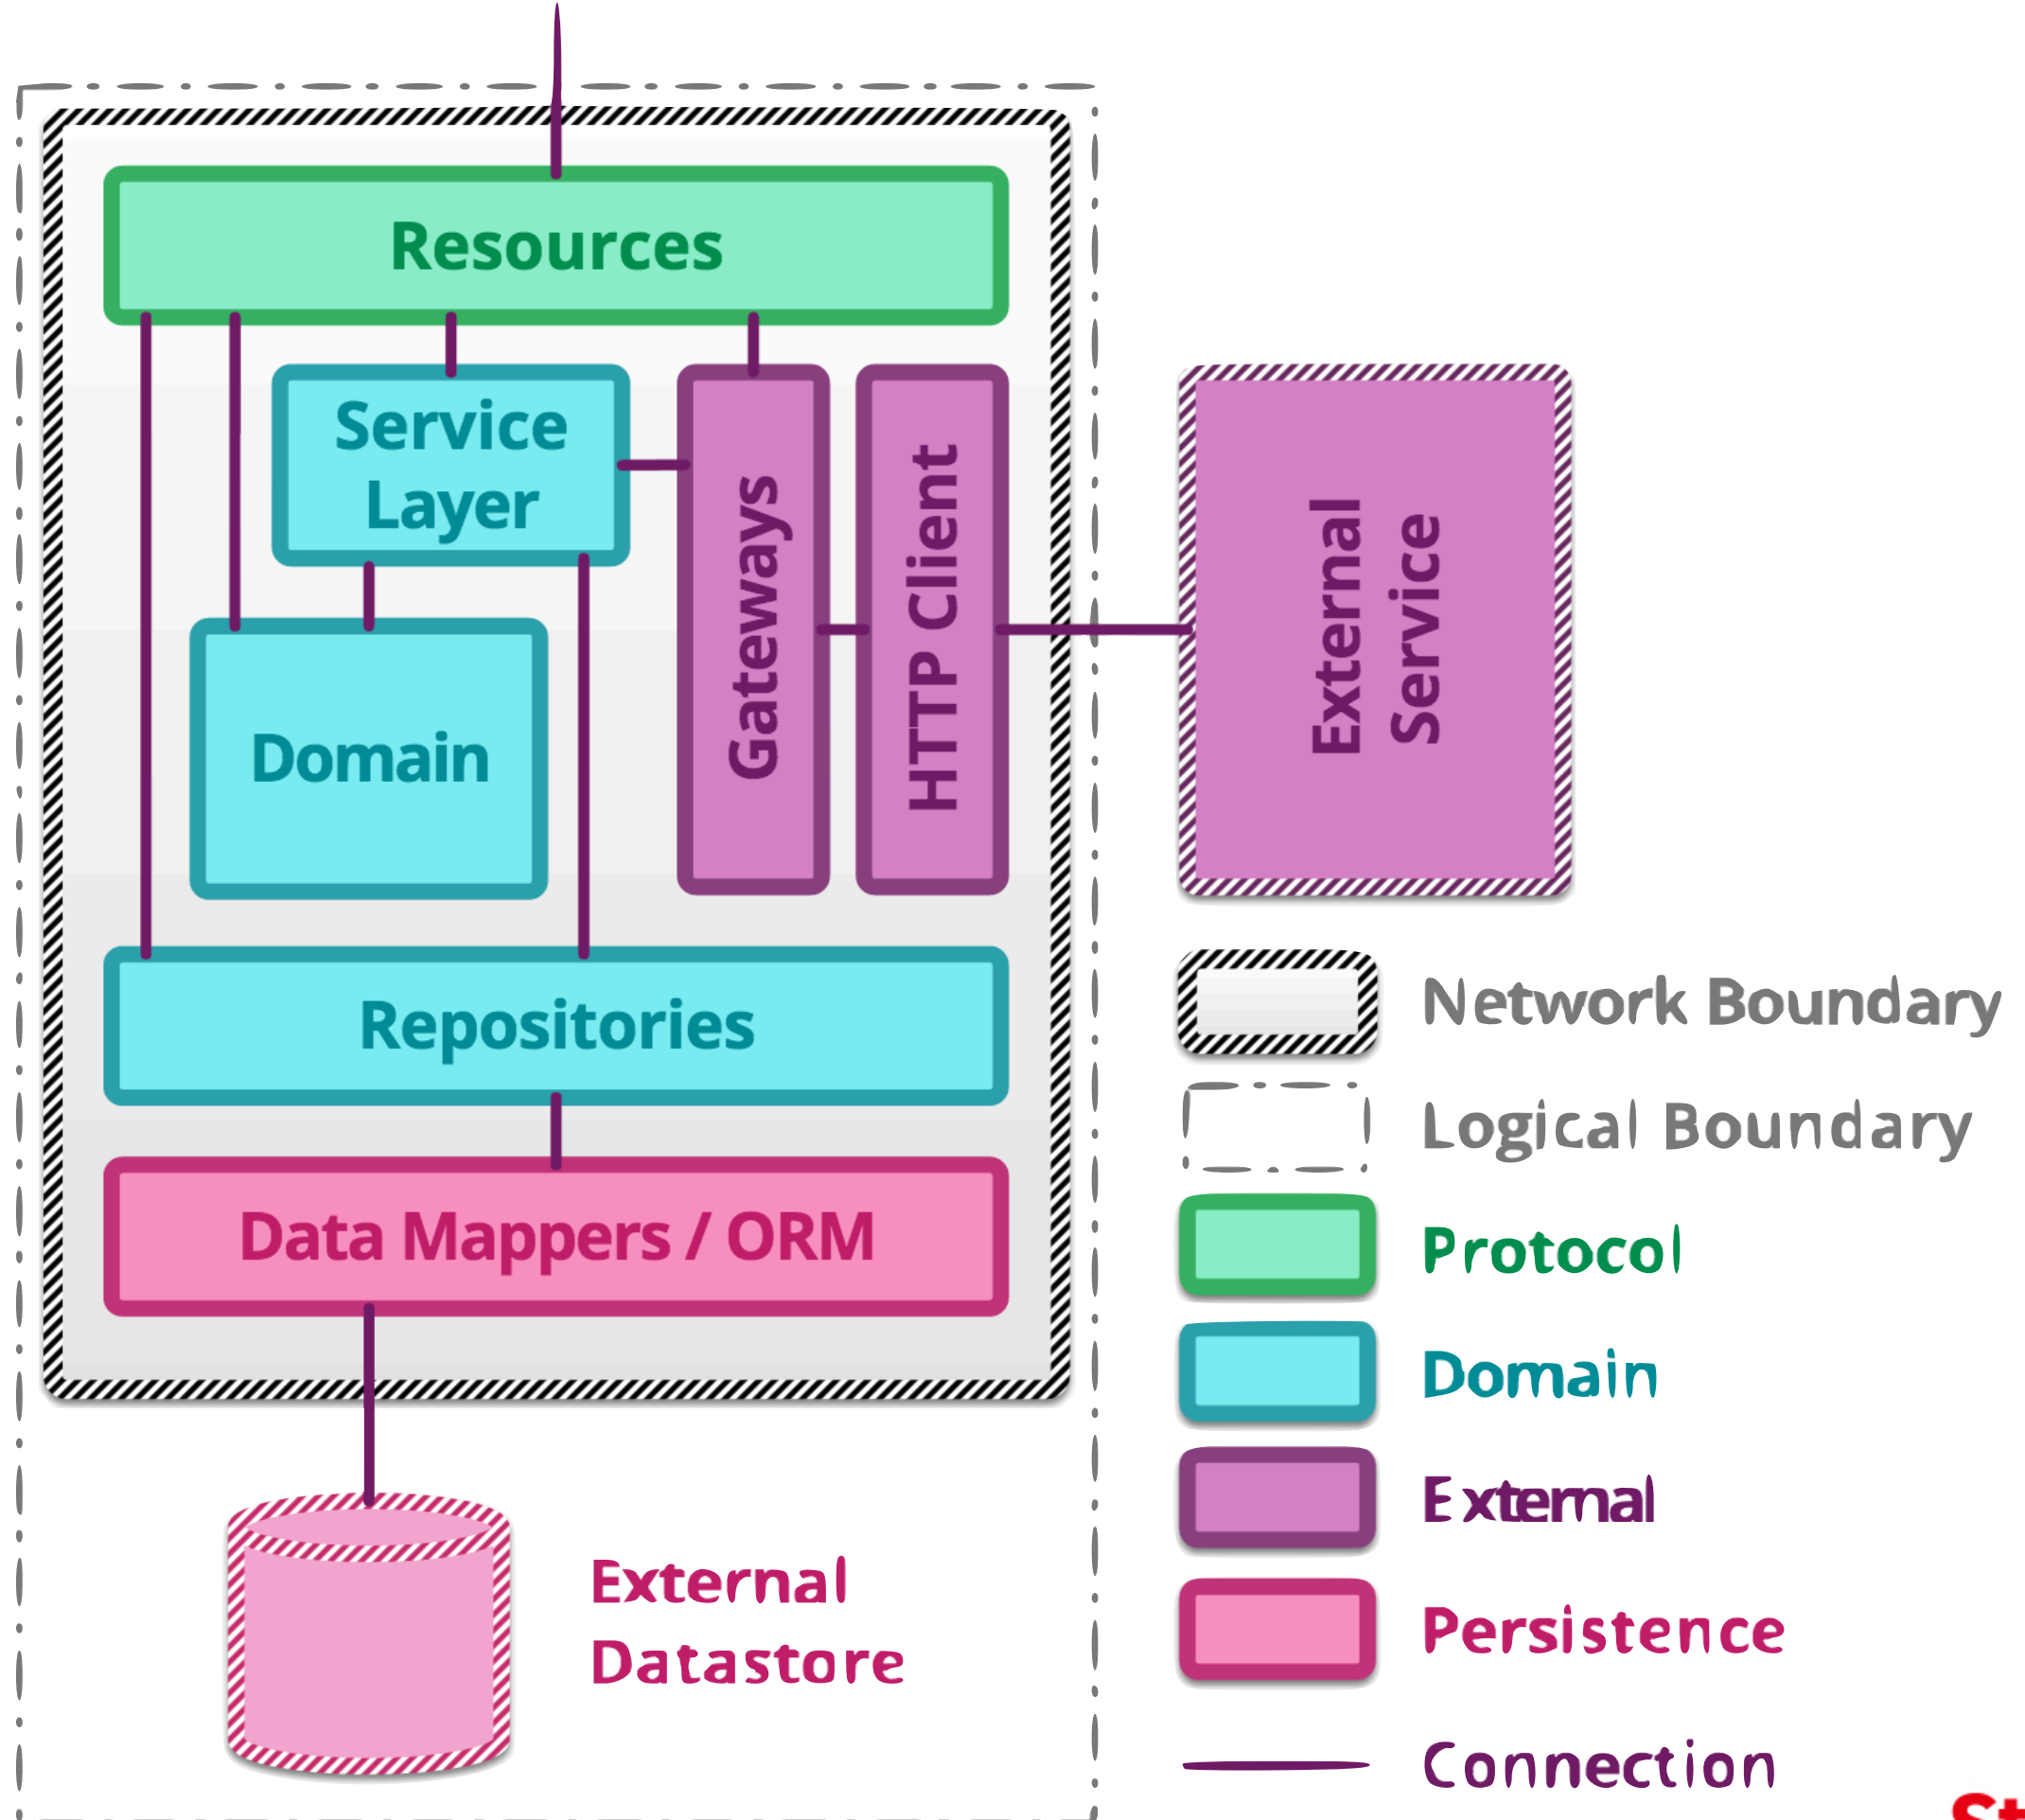 Resources
Service
Layer
Gateways
HTTP Client
External
Service
Domain
Repositories
Data Mappers / ORM
External
Datastore
Network Boundary
Logical Boundary
Protocol
Domain
External
Persistence
Connection